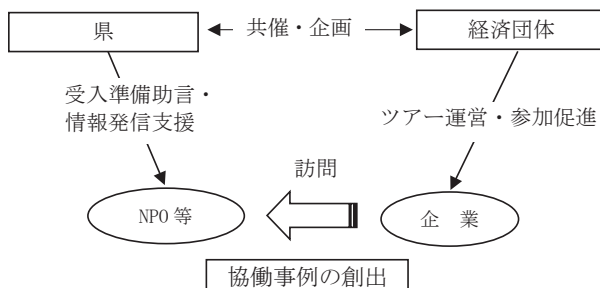 県
共催・企画
経済団体
受入準備助言・
情報発信支援
ツアー運営・参加促進
訪問
NPO 等
企　業
協働事例の創出